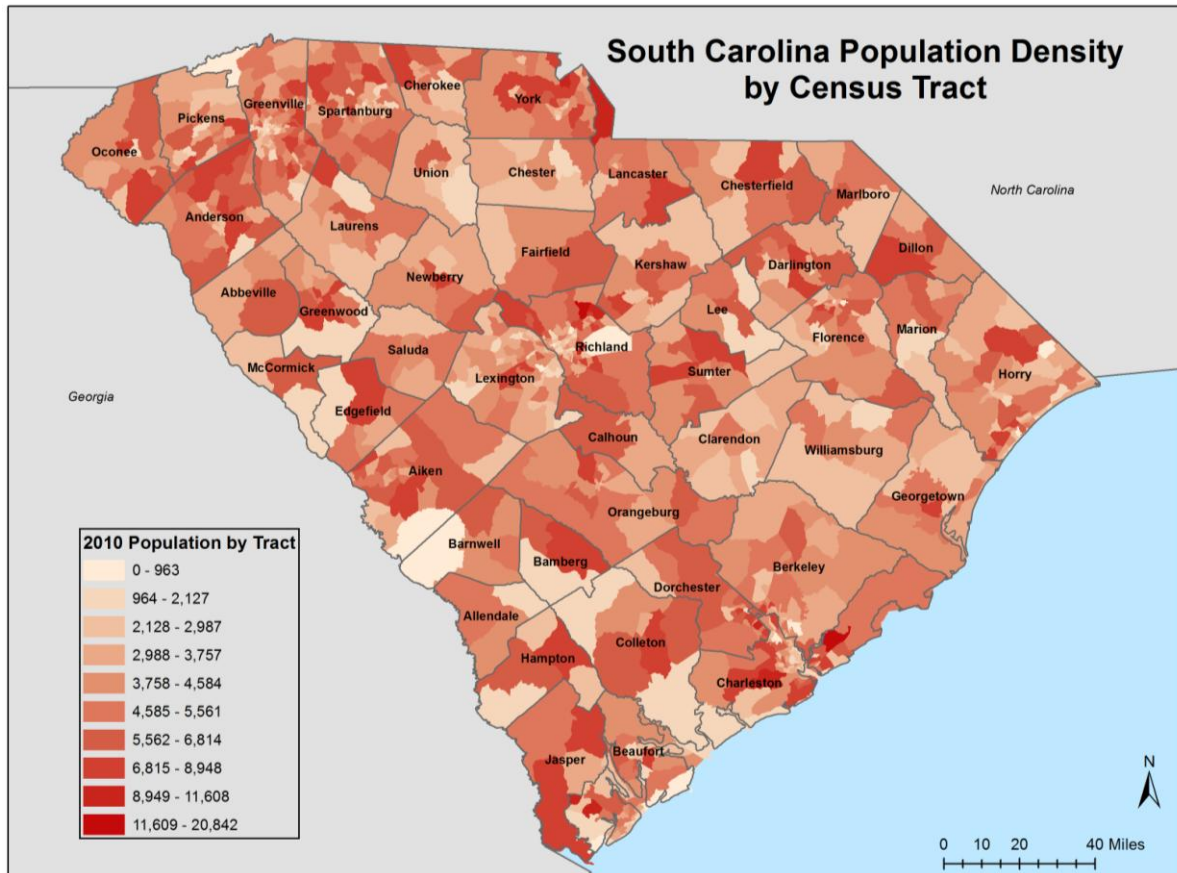 South Carolina Population Density
by Census Tract
Cherokee
York
Greenville
Spartanburg
Pickens
Oconee
Union
Chester
Lancaster
Chesterfield
Marlboro
North Carolina
Anderson
Laurens
Fairfield
Kershaw
Darlington
Dillon
Newberry
Abbeville
Greenwood
Lee
Florence
Marion
Richland
Saluda
McCormick
Lexington
Sumter
Horry
Georgia
Edgefield
Calhoun
Clarendon
Williamsburg
Aiken
Georgetown
Orangeburg
Barnwell
Bamberg
Berkeley
Dorchester
Allendale
Colleton
Hampton
Charleston
Beaufort
Jasper
2010 Population by Tract
0 - 963
964 - 2,127
2,128 - 2,987
2,988 - 3,757
3,758 - 4,584
4,585 - 5,561
5,562 - 6,814
6,815 - 8,948
8,949 - 11,608
11,609 - 20,842
N
0 10 20 40 Miles